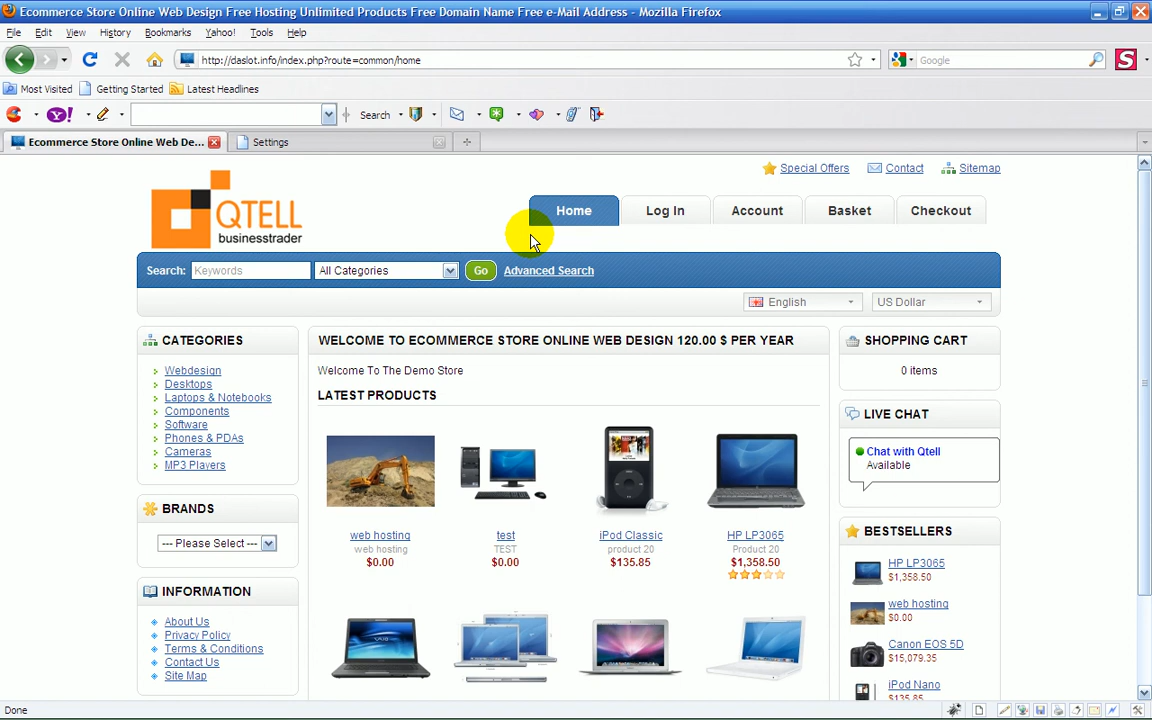 Ecommerce Store Online Web Design Free Hosting Unlimited Products Free Domain Name Free e-Mail Address - Mozilla Firefox
File Edit View History Bookmarks Yahoo! Tools Help
http://daslot.info/index.php?route=common/home
Google
S
Most Visited Getting Started Latest Headlines
Y! Search
Ecommerce Store Online Web De... Settings
Special Offers Contact Sitemap
QTELL
businesstrader
Home Log In Account Basket Checkout
Search: Keywords All Categories Go Advanced Search
English US Dollar
CATEGORIES
Webdesign
Desktops
Laptops & Notebooks
Components
Software
Phones & PDAs
Cameras
MP3 Players
BRANDS
--- Please Select ---
INFORMATION
About Us
Privacy Policy
Terms & Conditions
Contact Us
Site Map
WELCOME TO ECOMMERCE STORE ONLINE WEB DESIGN 120.00 $ PER YEAR
Welcome To The Demo Store
LATEST PRODUCTS
web hosting test iPod Classic HP LP3065
web hosting TEST product 20 Product 20
$0.00 $0.00 $135.85 $1,358.50
SHOPPING CART
0 items
LIVE CHAT
Chat with Qtell
Available
BESTSELLERS
HP LP3065
$1,358.50
web hosting
$0.00
Canon EOS 5D
$15,079.35
iPod Nano
$135.85
Done